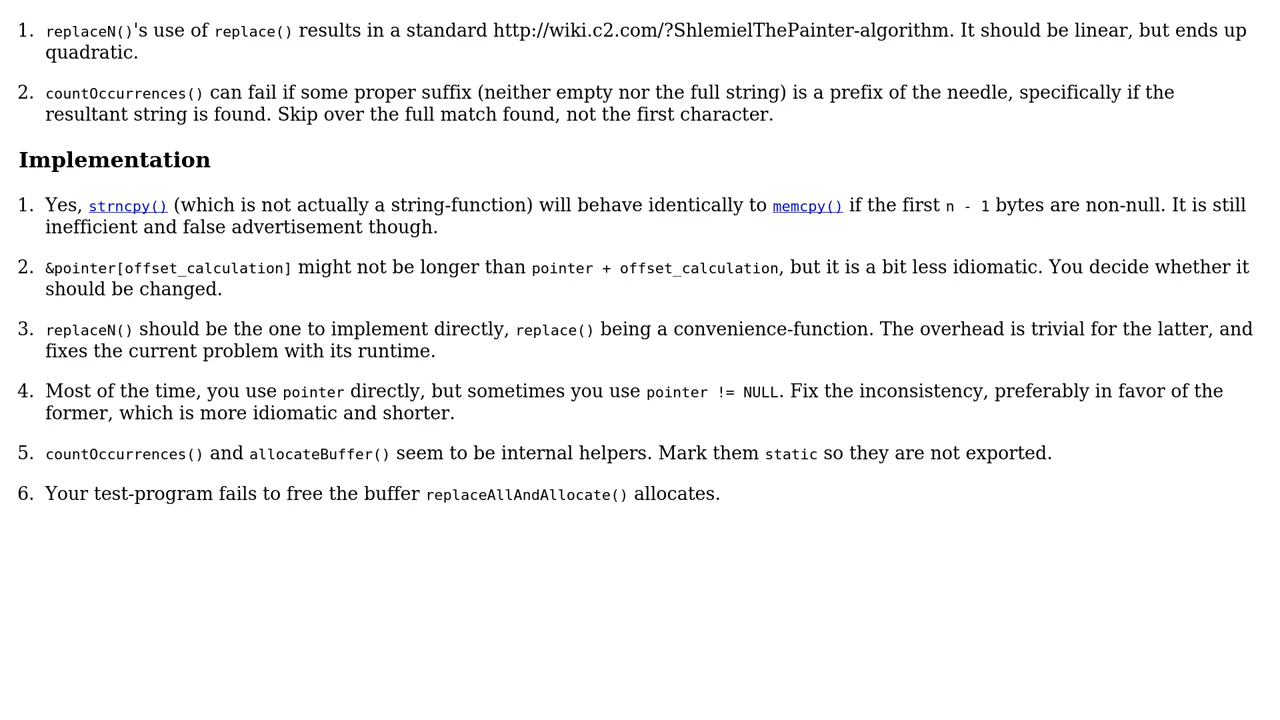 1. replaceN()'s use of replace() results in a standard http://wiki.c2.com/?ShlemielThePainter-algorithm. It should be linear, but ends up
quadratic.
2. countOccurrences() can fail if some proper suffix (neither empty nor the full string) is a prefix of the needle, specifically if the
resultant string is found. Skip over the full match found, not the first character.
Implementation
1. Yes, strncpy() (which is not actually a string-function) will behave identically to memcpy() if the first n - 1 bytes are non-null. It is still
inefficient and false advertisement though.
2. &pointer[offset_calculation] might not be longer than pointer + offset_calculation, but it is a bit less idiomatic. You decide whether it
should be changed.
3. replaceN() should be the one to implement directly, replace() being a convenience-function. The overhead is trivial for the latter, and
fixes the current problem with its runtime.
4. Most of the time, you use pointer directly, but sometimes you use pointer != NULL. Fix the inconsistency, preferably in favor of the
former, which is more idiomatic and shorter.
5. countOccurrences() and allocateBuffer() seem to be internal helpers. Mark them static so they are not exported.
6. Your test-program fails to free the buffer replaceAllAndAllocate() allocates.